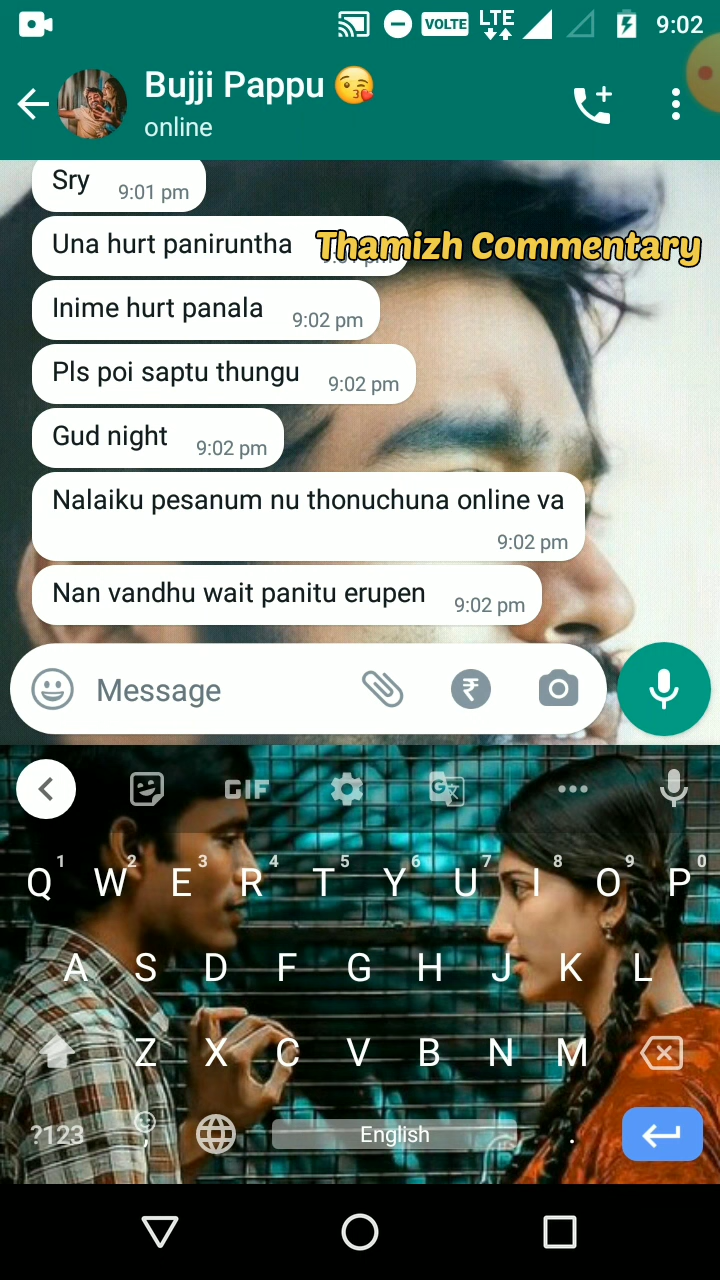 VOLTE LTE 9:02
Bujji Pappu 😘
online
Sry 9:01 pm
Una hurt paniruntha
Thamizh Commentary
Inime hurt panala 9:02 pm
Pls poi saptu thungu 9:02 pm
Gud night 9:02 pm
Nalaiku pesanum nu thonuchuna online va
9:02 pm
Nan vandhu wait panitu erupen 9:02 pm
Message ₹
GIF G
1 2 3 4 5 6 7 8 9 0
Q W E R T Y U I O P
A S D F G H J K L
Z X C V B N M
?123 , English .